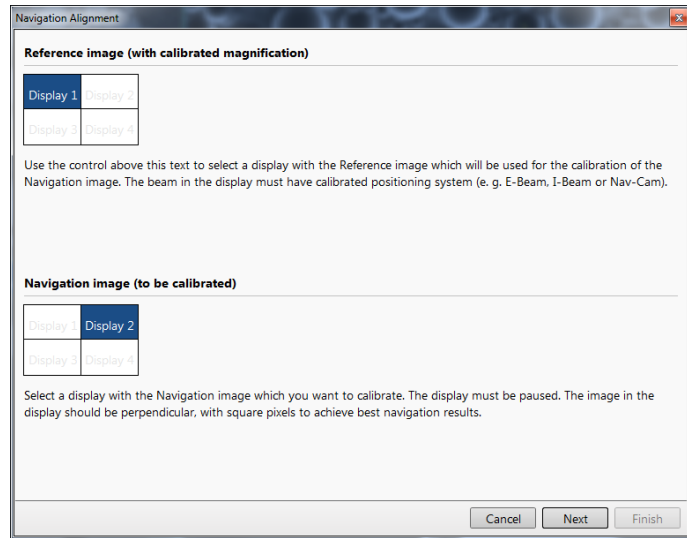 Navigation Alignment
Reference image (with calibrated magnification)
Display 1 Display 2
Display 3 Display 4
Use the control above this text to select a display with the Reference image which will be used for the calibration of the
Navigation image. The beam in the display must have calibrated positioning system (e. g. E-Beam, I-Beam or Nav-Cam).
Navigation image (to be calibrated)
Display 1 Display 2
Display 3 Display 4
Select a display with the Navigation image which you want to calibrate. The display must be paused. The image in the
display should be perpendicular, with square pixels to achieve best navigation results.
Cancel Next Finish